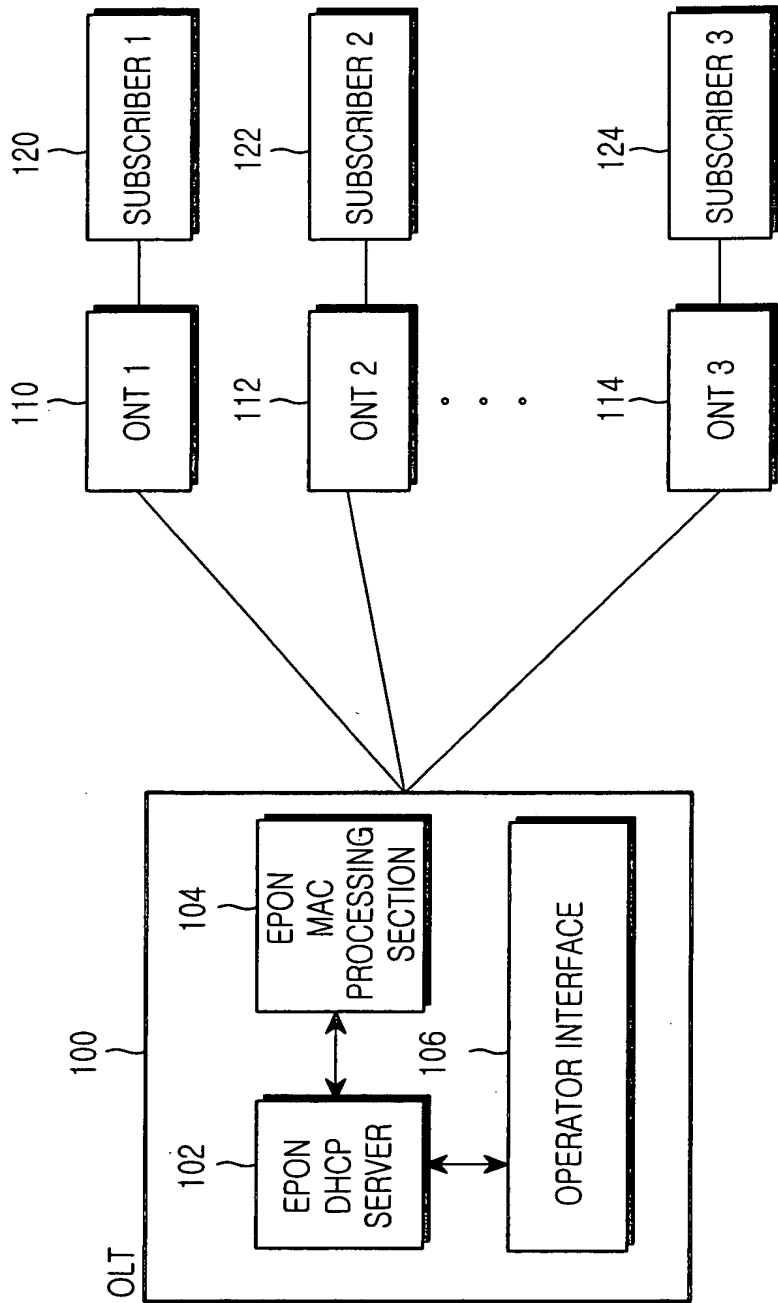 OLT
100
102
EPON
DHCP
SERVER
104
EPON
MAC
PROCESSING
SECTION
106
OPERATOR INTERFACE
110
ONT 1
120
SUBSCRIBER 1
112
ONT 2
122
SUBSCRIBER 2
114
ONT 3
124
SUBSCRIBER 3